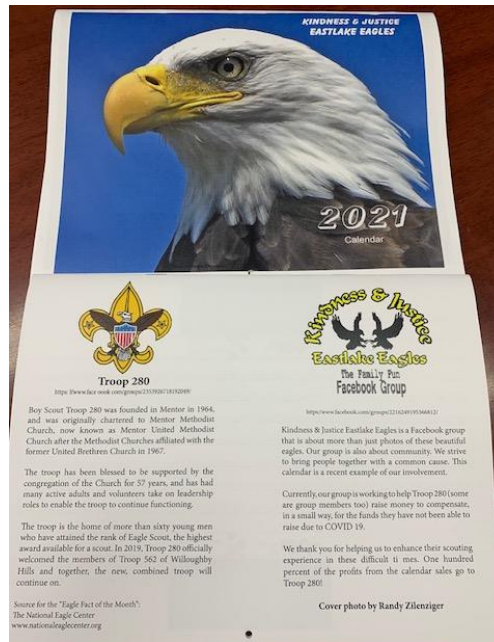 KINDNESS & JUSTICE
EASTLAKE EAGLES
2021
Calendar
Troop 280
Boy Scout Troop 280 was founded in Mentor in 1964,
and was originally chartered to Mentor Methodist
Church, now known as Mentor United Methodist
Church after the Methodist Churches affiliated with the
former United Brethren Church in 1967.
The troop has been blessed to be supported by the
congregation of the Church for 57 years, and has had
many active adults and volunteers take on leadership
roles to enable the troop to continue functioning.
The troop is the home of more than sixty young men
who have attained the rank of Eagle Scout, the highest
award available for a scout. In 2019, Troop 280 officially
welcomed the members of Troop 562 of Willoughby
Hills and together, the new, combined troop will
continue on.
Source for the "Eagle Fact of the Month":
The National Eagle Center
www.nationaleaglecenter.org
Kindness & Justice
Eastlake Eagles
The Family Fun
Facebook Group
Kindness & Justice Eastlake Eagles is a Facebook group
that is about more than just photos of these beautiful
eagles. Our group is also about community. We strive
to bring people together with a common cause. This
calendar is a recent example of our involvement.
Currently, our group is working to help Troop 280 (some
are group members too) raise money to compensate,
in a small way, for the funds they have not been able to
raise due to COVID 19.
We thank you for helping us to enhance their scouting
experience in these difficult ti mes. One hundred
percent of the profits from the calendar sales go to
Troop 280!
Cover photo by Randy Zilenziger